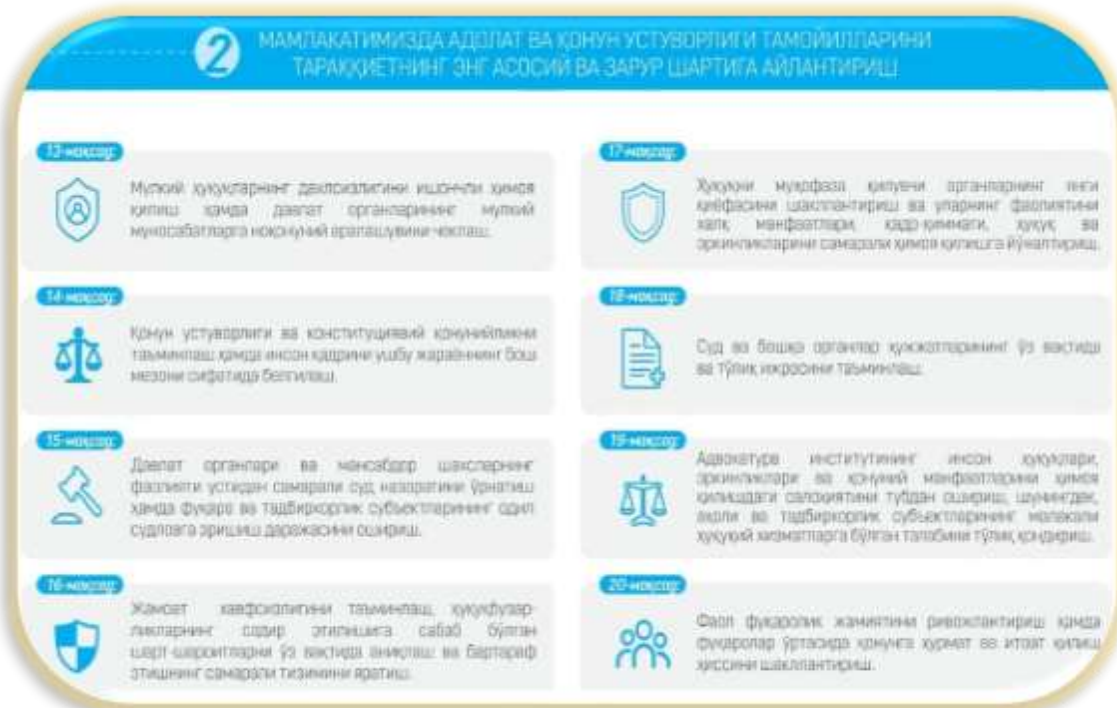 2
МАМЛАКАТИМИЗДА АДОЛАТ ВА ҚОНУН УСТУВОРЛИГИ ТАМОЙИЛЛАРИНИ
ТАРАҚҚИЁТНИНГ ЭНГ АСОСИЙ ВА ЗАРУР ШАРТИГА АЙЛАНТИРИШ
13-мақсад:
Мулкий ҳуқуқларнинг дахлсизлигини ишончли ҳимоя
қилиш ҳамда давлат органларининг мулкий
муносабатларга ноқонуний аралашувини чеклаш.
14-мақсад:
Қонун устуворлиги ва конституциявий қонунийликни
таъминлаш ҳамда инсон қадрини ушбу жараённинг бош
мезони сифатида белгилаш.
15-мақсад:
Давлат органлари ва мансабдор шахсларнинг
фаолияти устидан самарали суд назоратини ўрнатиш
ҳамда фуқаро ва тадбиркорлик субъектларининг одил
судловга эришиш даражасини ошириш.
16-мақсад:
Жамоат хавфсизлигини таъминлаш, ҳуқуқбузар-
ликларнинг содир этилишига сабаб бўлган
шарт-шароитларни ўз вақтида аниқлаш ва бартараф
этишнинг самарали тизимини яратиш.
17-мақсад:
Ҳуқуқни муҳофаза қилувчи органларнинг янги
қиёфасини шакллантириш ва уларнинг фаолиятини
халқ манфаатлари, қадр-қиммати, ҳуқуқ ва
эркинликларини самарали ҳимоя қилишга йўналтириш.
18-мақсад:
Суд ва бошқа органлар ҳужжатларининг ўз вақтида
ва тўлиқ ижросини таъминлаш.
19-мақсад:
Адвокатура институтининг инсон ҳуқуқлари,
эркинликлари ва қонуний манфаатларини ҳимоя
қилишдаги салоҳиятини тубдан ошириш, шунингдек,
аҳоли ва тадбиркорлик субъектларининг малакали
ҳуқуқий хизматларга бўлган талабини тўлиқ қондириш.
20-мақсад:
Фаол фуқаролик жамиятини ривожлантириш ҳамда
фуқаролар ўртасида қонунга ҳурмат ва итоат қилиш
ҳиссини шакллантириш.